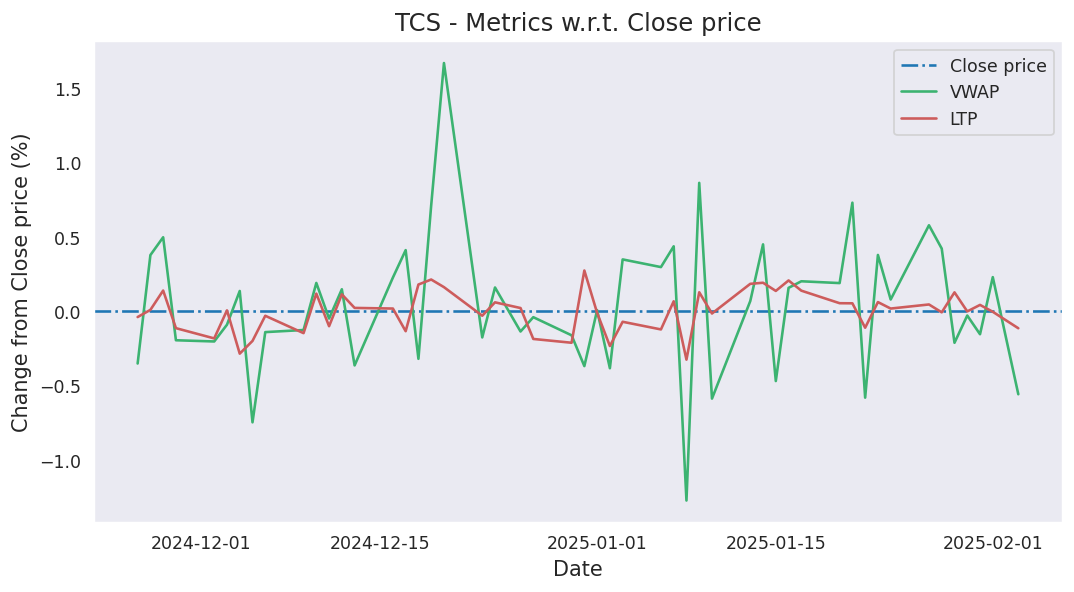 TCS - Metrics w.r.t. Close price
Close price
VWAP
LTP
Change from Close price (%)
1.5
1.0
0.5
0.0
−0.5
−1.0
2024-12-01
2024-12-15
2025-01-01
2025-01-15
2025-02-01
Date